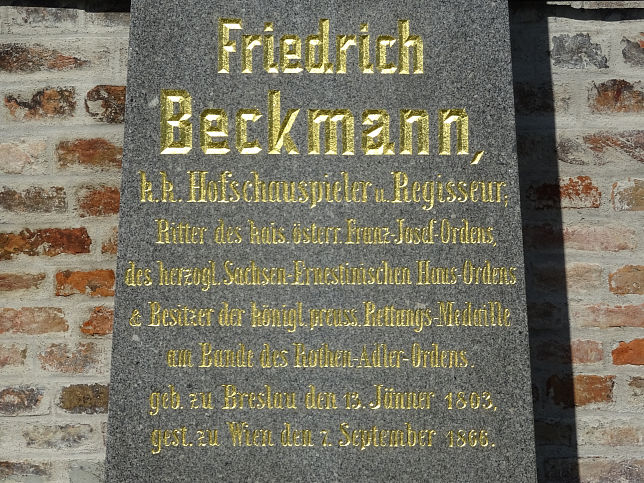 Friedrich
Beckmann,
k. k. Hofschauspieler u. Regisseur,
Ritter des kais. österr. Franz-Josef-Ordens,
des herzogl. Sachsen-Ernestinischen Haus-Ordens
& Besitzer der königl. preuss. Rettungs-Medaille
am Bande des Rothen-Adler-Ordens.
geb. zu Breslau den 13. Jänner 1803,
gest. zu Wien den 7. September 1866.